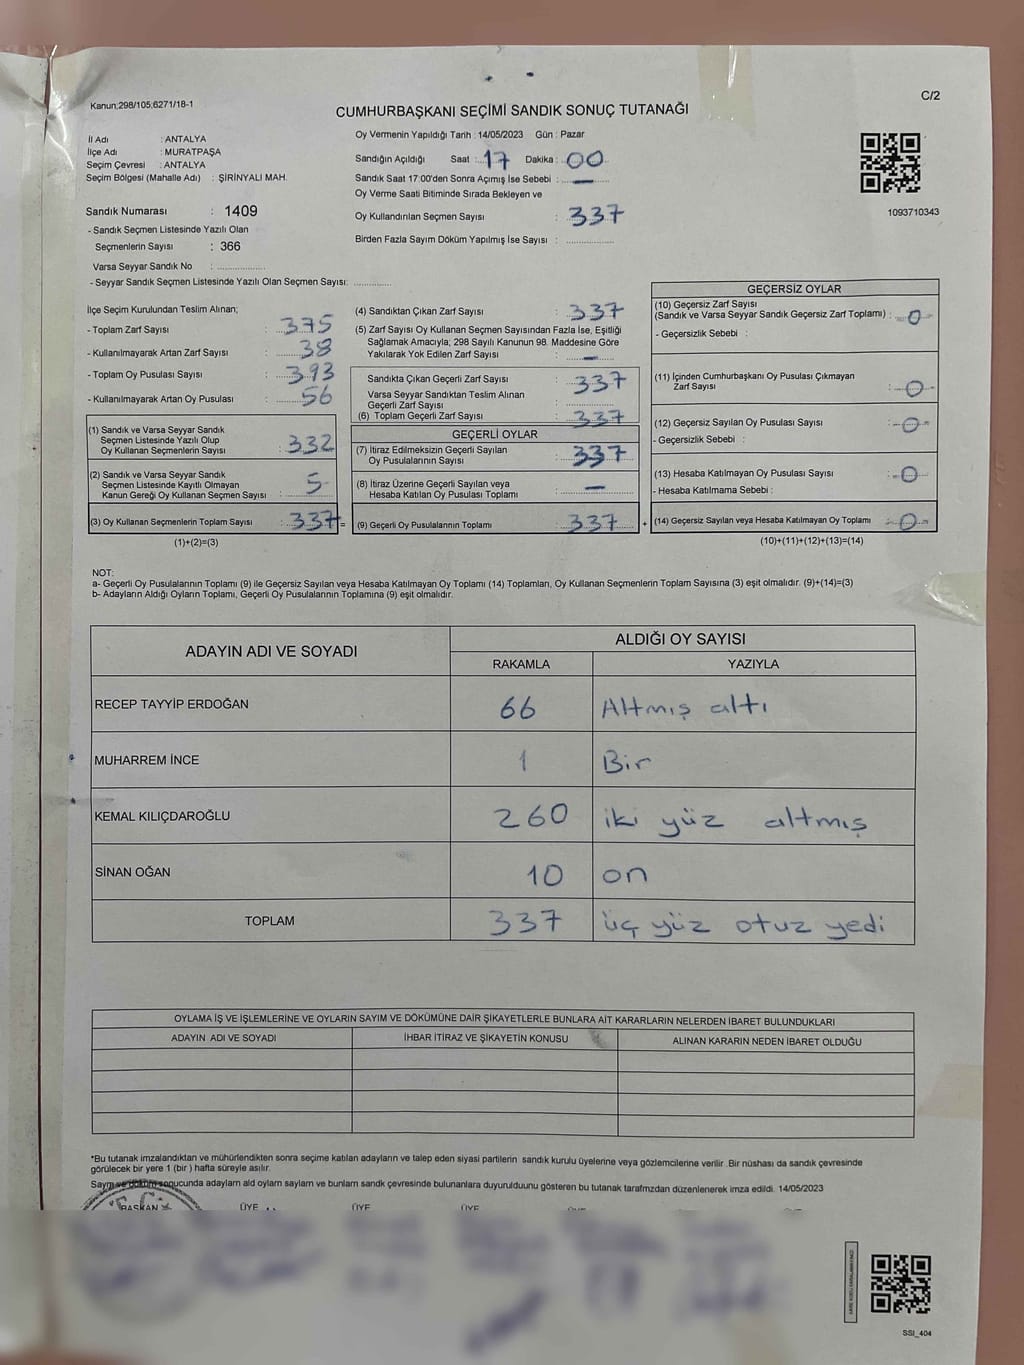 Kanun;298/105;6271/18-1
C/2
CUMHURBAŞKANI SEÇİMİ SANDIK SONUÇ TUTANAĞI
İl Adı : ANTALYA
İlçe Adı : MURATPAŞA
Seçim Çevresi : ANTALYA
Seçim Bölgesi (Mahalle Adı) : ŞİRİNYALI MAH.
Sandık Numarası : 1409
- Sandık Seçmen Listesinde Yazılı Olan
Seçmenlerin Sayısı : 366
Varsa Seyyar Sandık No : ..................
- Seyyar Sandık Seçmen Listesinde Yazılı Olan Seçmen Sayısı: ..............
Oy Vermenin Yapıldığı Tarih : 14/05/2023 Gün : Pazar
Sandığın Açıldığı Saat : 17 Dakika : 00
Sandık Saat 17:00'den Sonra Açımış İse Sebebi : —
Oy Verme Saati Bitiminde Sırada Bekleyen ve
Oy Kullandırılan Seçmen Sayısı : 337
Birden Fazla Sayım Döküm Yapılmış İse Sayısı : ..................
1093710343
İlçe Seçim Kurulundan Teslim Alınan;
- Toplam Zarf Sayısı : 375
- Kullanılmayarak Artan Zarf Sayısı : 38
- Toplam Oy Pusulası Sayısı : 393
- Kullanılmayarak Artan Oy Pusulası : 56
(1) Sandık ve Varsa Seyyar Sandık
Seçmen Listesinde Yazılı Olup
Oy Kullanan Seçmenlerin Sayısı : 332
(2) Sandık ve Varsa Seyyar Sandık
Seçmen Listesinde Kayıtlı Olmayan
Kanun Gereği Oy Kullanan Seçmen Sayısı : 5
(3) Oy Kullanan Seçmenlerin Toplam Sayısı : 337 =
(1)+(2)=(3)
(4) Sandıktan Çıkan Zarf Sayısı : 337
(5) Zarf Sayısı Oy Kullanan Seçmen Sayısından Fazla İse, Eşitliği
Sağlamak Amacıyla; 298 Sayılı Kanunun 98. Maddesine Göre
Yakılarak Yok Edilen Zarf Sayısı : —
Sandıkta Çıkan Geçerli Zarf Sayısı : 337
Varsa Seyyar Sandıktan Teslim Alınan
Geçerli Zarf Sayısı : ..................
(6) Toplam Geçerli Zarf Sayısı : 337
GEÇERLİ OYLAR
(7) İtiraz Edilmeksizin Geçerli Sayılan
Oy Pusulalarının Sayısı : 337
(8) İtiraz Üzerine Geçerli Sayılan veya
Hesaba Katılan Oy Pusulası Toplamı : —
(9) Geçerli Oy Pusulalarının Toplamı : 337 +
GEÇERSİZ OYLAR
(10) Geçersiz Zarf Sayısı
(Sandık ve Varsa Seyyar Sandık Geçersiz Zarf Toplamı) : 0
- Geçersizlik Sebebi :
(11) İçinden Cumhurbaşkanı Oy Pusulası Çıkmayan
Zarf Sayısı : 0
(12) Geçersiz Sayılan Oy Pusulası Sayısı : 0
- Geçersizlik Sebebi :
(13) Hesaba Katılmayan Oy Pusulası Sayısı : 0
- Hesaba Katılmama Sebebi :
(14) Geçersiz Sayılan veya Hesaba Katılmayan Oy Toplamı : 0
(10)+(11)+(12)+(13)=(14)
NOT:
a- Geçerli Oy Pusulalarının Toplamı (9) ile Geçersiz Sayılan veya Hesaba Katılmayan Oy Toplamı (14) Toplamları, Oy Kullanan Seçmenlerin Toplam Sayısına (3) eşit olmalıdır. (9)+(14)=(3)
b- Adayların Aldığı Oyların Toplamı, Geçerli Oy Pusulalarının Toplamına (9) eşit olmalıdır.
ADAYIN ADI VE SOYADI
ALDIĞI OY SAYISI
RAKAMLA YAZIYLA
RECEP TAYYİP ERDOĞAN 66 Altmış altı
MUHARREM İNCE 1 Bir
KEMAL KILIÇDAROĞLU 260 iki yüz altmış
SİNAN OĞAN 10 on
TOPLAM 337 üç yüz otuz yedi
OYLAMA İŞ VE İŞLEMLERİNE VE OYLARIN SAYIM VE DÖKÜMÜNE DAİR ŞİKAYETLERLE BUNLARA AİT KARARLARIN NELERDEN İBARET BULUNDUKLARI
ADAYIN ADI VE SOYADI İHBAR İTİRAZ VE ŞİKAYETİN KONUSU ALINAN KARARIN NEDEN İBARET OLDUĞU
*Bu tutanak imzalandıktan ve mühürlendikten sonra seçime katılan adayların ve talep eden siyasi partilerin sandık kurulu üyelerine veya gözlemcilerine verilir. Bir nüshası da sandık çevresinde
görülecek bir yere 1 (bir ) hafta süreyle asılır.
Sayım ve döküm sonucunda adaylam ald oylam saylam ve bunlam sandk çevresinde bulunanlara duyurulduunu gösteren bu tutanak tarafmzdan düzenlenerek imza edildi. 14/05/2023
BAŞKAN ÜYE ÜYE ÜYE ÜYE
SSI_404